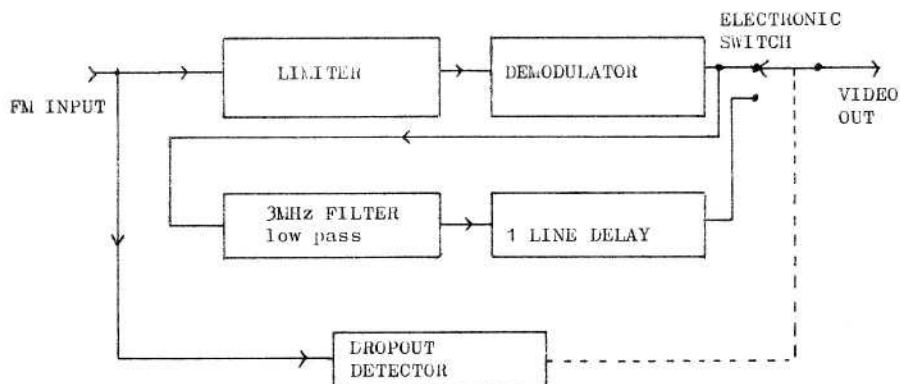 ELECTRONIC
SWITCH
LIMITER
DEMODULATOR
FM INPUT
VIDEO
OUT
3MHz FILTER
low pass
1 LINE DELAY
DROPOUT
DETECTOR